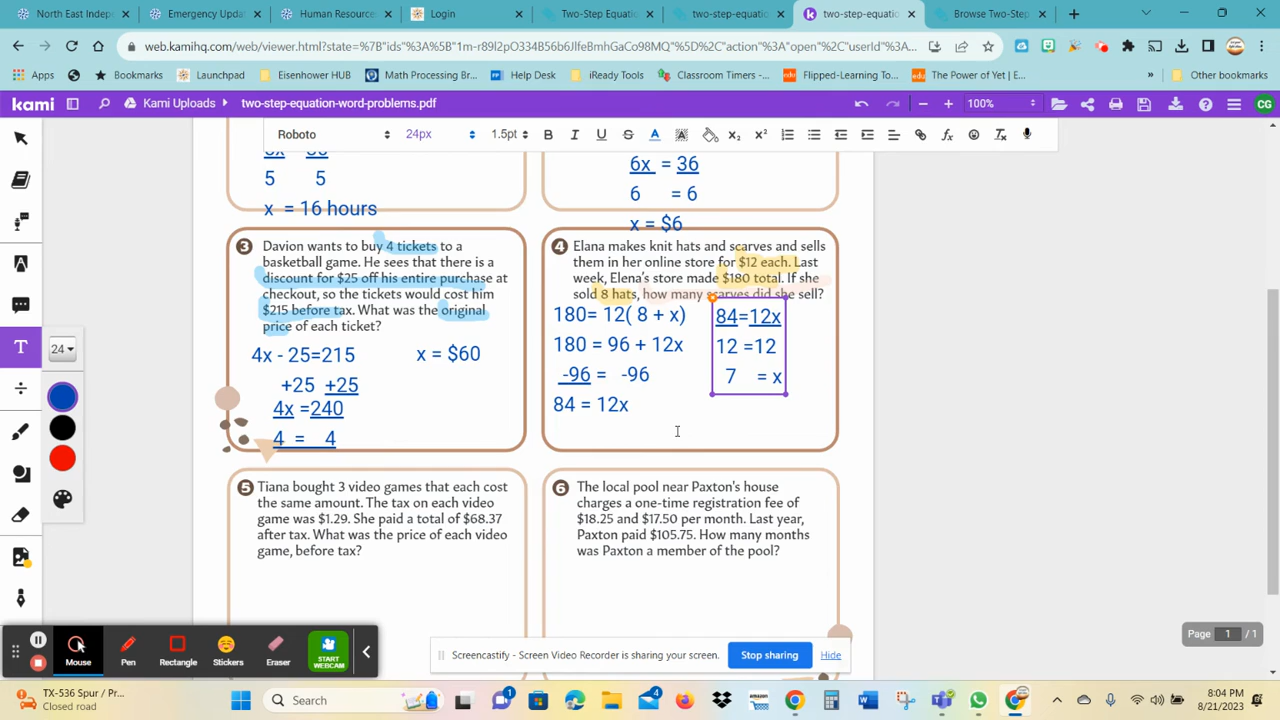 North East Independ
Emergency Updat
Human Resource
Login
Two-Step Equatio
two-step-equatio
two-step-equatio
Browse Two-Step
web.kamihq.com/web/viewer.html?state=%7B"ids"%3A%5B"1m-r89l2pO334B56b6JlfeBmhGaCo98MQ"%5D%2C"action"%3A"open"%2C"userId"%3A...
Apps
Bookmarks
Launchpad
Eisenhower HUB
Math Processing Br...
Help Desk
iReady Tools
Classroom Timers -...
Flipped-Learning To...
The Power of Yet | E...
»
Other bookmarks
kami
Kami Uploads
two-step-equation-word-problems.pdf
100%
CG
Roboto
24px
1.5pt
B I U S A
5 5
x = 16 hours
6x = 36
6 = 6
x = $6
3 Davion wants to buy 4 tickets to a
basketball game. He sees that there is a
discount for $25 off his entire purchase at
checkout, so the tickets would cost him
$215 before tax. What was the original
price of each ticket?
4x - 25=215
x = $60
+25 +25
4x =240
4 = 4
4 Elana makes knit hats and scarves and sells
them in her online store for $12 each. Last
week, Elena's store made $180 total. If she
sold 8 hats, how many scarves did she sell?
180= 12( 8 + x)
180 = 96 + 12x
-96 = -96
84 = 12x
84=12x
12 =12
7 = x
5 Tiana bought 3 video games that each cost
the same amount. The tax on each video
game was $1.29. She paid a total of $68.37
after tax. What was the price of each video
game, before tax?
6 The local pool near Paxton's house
charges a one-time registration fee of
$18.25 and $17.50 per month. Last year,
Paxton paid $105.75. How many months
was Paxton a member of the pool?
T
24
Page 1 / 1
Mouse
Pen
Rectangle
Stickers
Eraser
START
WEBCAM
Screencastify - Screen Video Recorder is sharing your screen.
Stop sharing
Hide
TX-536 Spur / Pr...
Closed road
Search
8:04 PM
8/21/2023